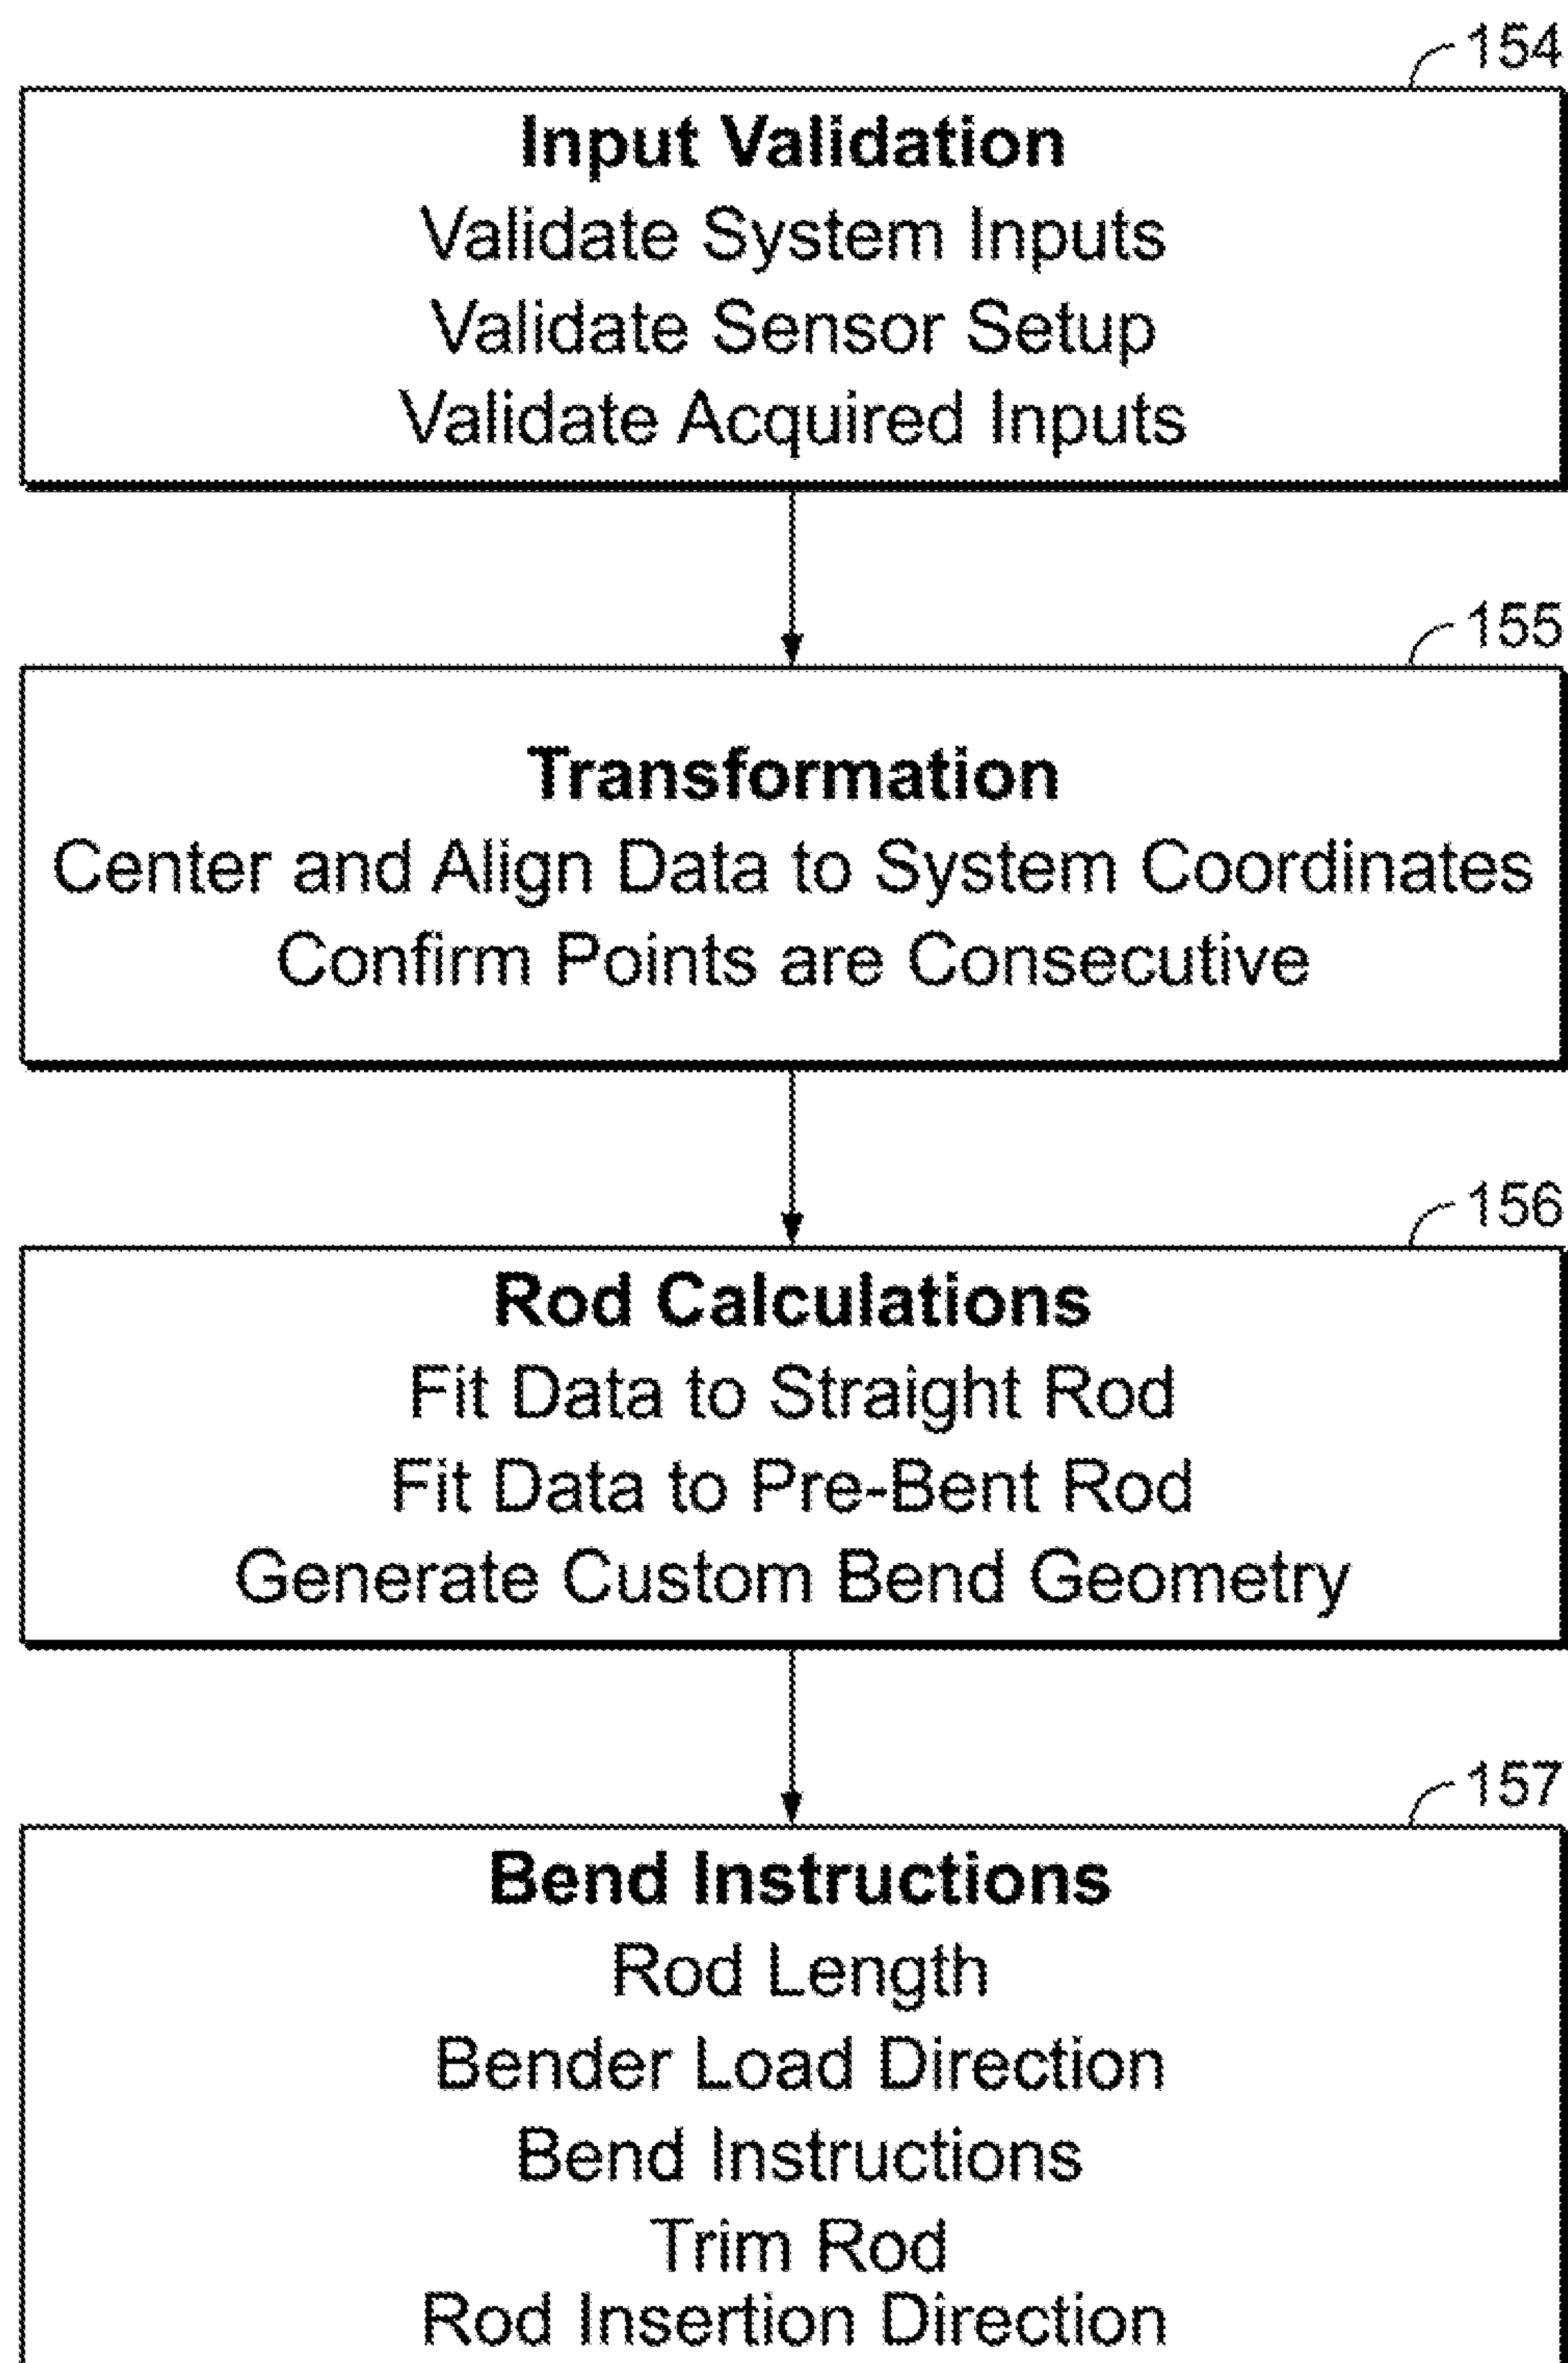 154
Input Validation
Validate System Inputs
Validate Sensor Setup
Validate Acquired Inputs
155
Transformation
Center and Align Data to System Coordinates
Confirm Points are Consecutive
156
Rod Calculations
Fit Data to Straight Rod
Fit Data to Pre-Bent Rod
Generate Custom Bend Geometry
157
Bend Instructions
Rod Length
Bender Load Direction
Bend Instructions
Trim Rod
Rod Insertion Direction